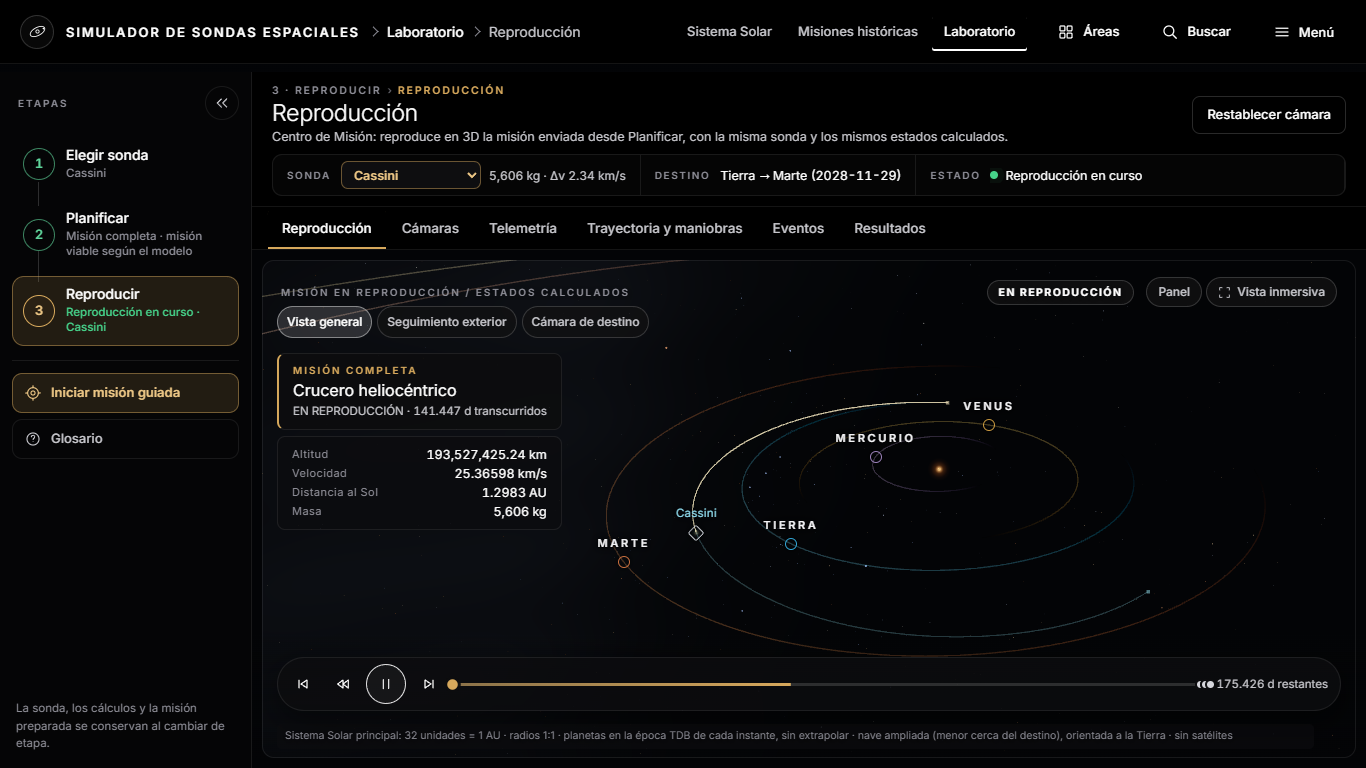 SIMULADOR DE SONDAS ESPACIALES
Laboratorio
Reproducción
Sistema Solar
Misiones históricas
Laboratorio
Áreas
Buscar
Menú
ETAPAS
1
Elegir sonda
Cassini
2
Planificar
Misión completa · misión
viable según el modelo
3
Reproducir
Reproducción en curso ·
Cassini
Iniciar misión guiada
Glosario
La sonda, los cálculos y la misión
preparada se conservan al cambiar de
etapa.
3 · REPRODUCIR › REPRODUCCIÓN
Reproducción
Centro de Misión: reproduce en 3D la misión enviada desde Planificar, con la misma sonda y los mismos estados calculados.
Restablecer cámara
SONDA
Cassini
5,606 kg · Δv 2.34 km/s
DESTINO
Tierra → Marte (2028-11-29)
ESTADO
Reproducción en curso
Reproducción
Cámaras
Telemetría
Trayectoria y maniobras
Eventos
Resultados
MISIÓN EN REPRODUCCIÓN / ESTADOS CALCULADOS
EN REPRODUCCIÓN
Panel
Vista inmersiva
Vista general
Seguimiento exterior
Cámara de destino
MISIÓN COMPLETA
Crucero heliocéntrico
EN REPRODUCCIÓN · 141.447 d transcurridos
Altitud 193,527,425.24 km
Velocidad 25.36598 km/s
Distancia al Sol 1.2983 AU
Masa 5,606 kg
VENUS
MERCURIO
Cassini
TIERRA
MARTE
175.426 d restantes
Sistema Solar principal: 32 unidades = 1 AU · radios 1:1 · planetas en la época TDB de cada instante, sin extrapolar · nave ampliada (menor cerca del destino), orientada a la Tierra · sin satélites